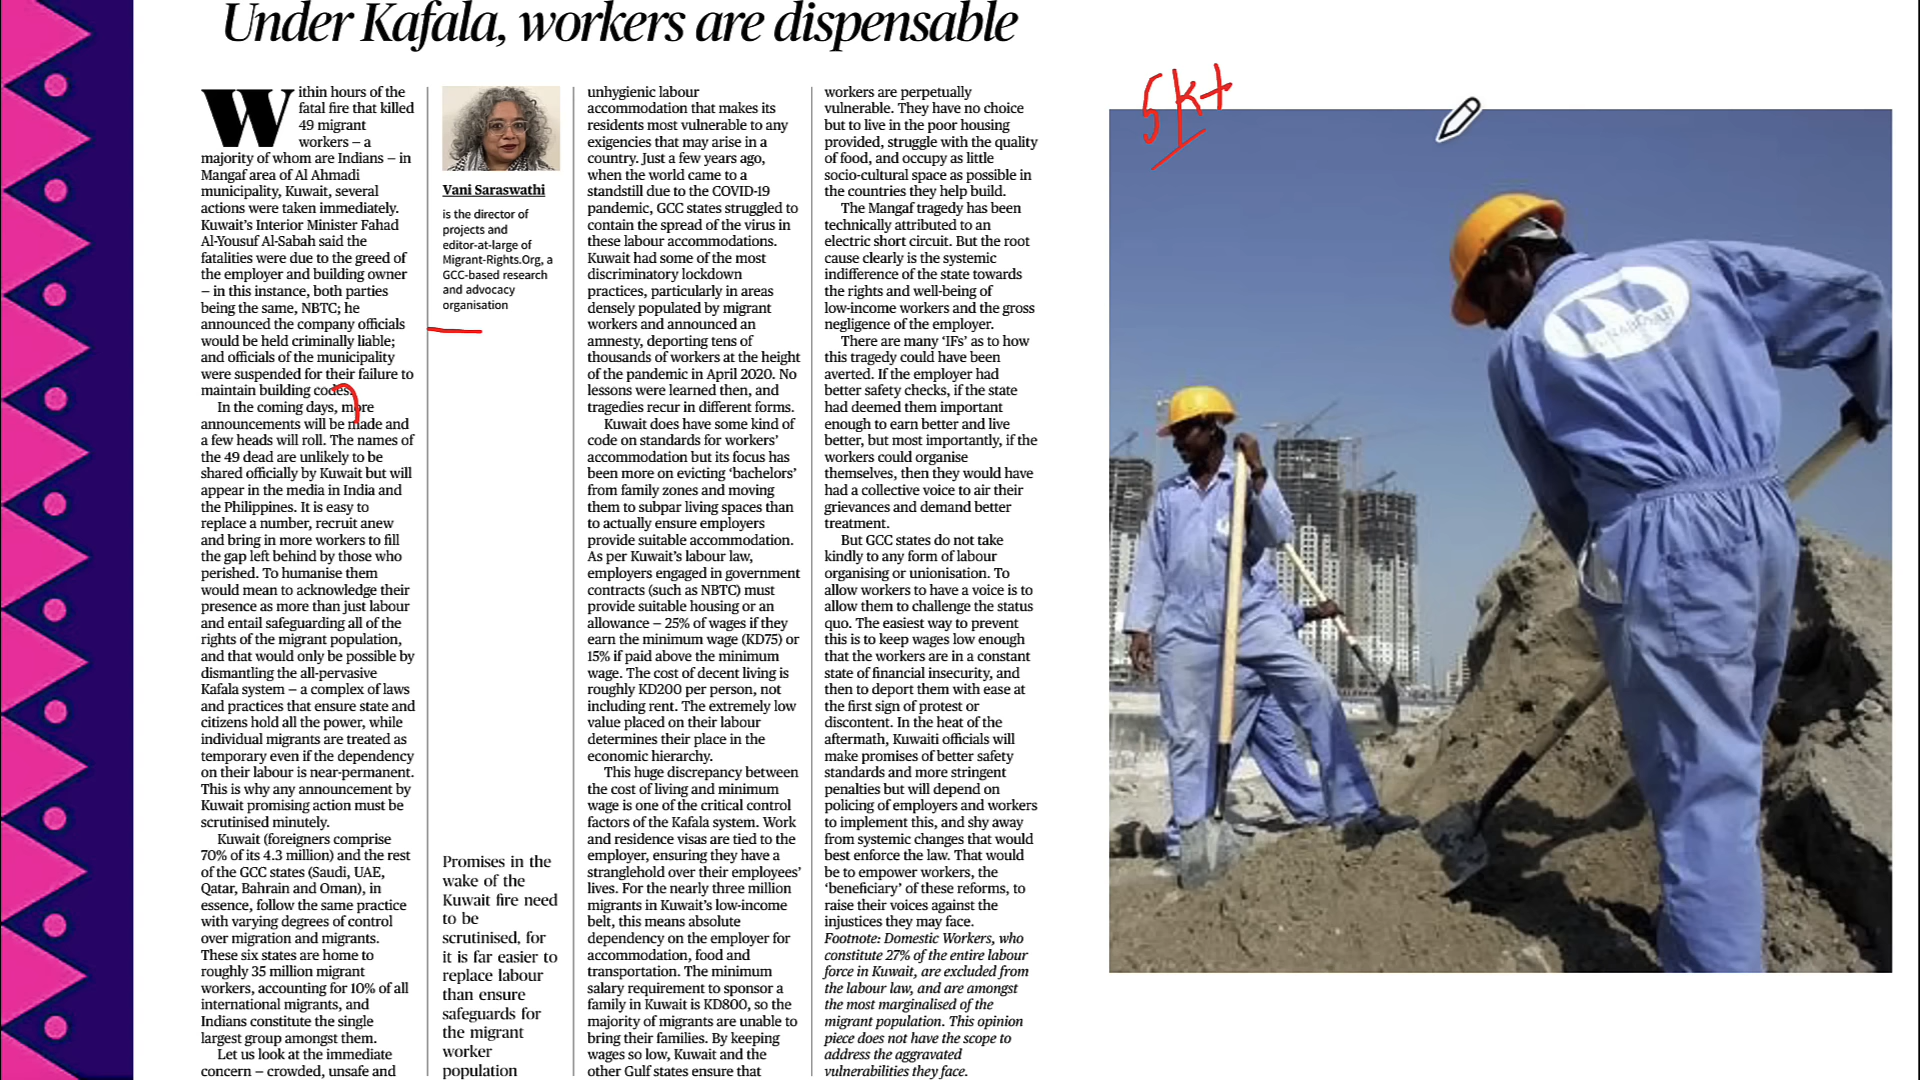 Under Kafala, workers are dispensable
Within hours of the
fatal fire that killed
49 migrant
workers – a
majority of whom are Indians – in
Mangaf area of Al Ahmadi
municipality, Kuwait, several
actions were taken immediately.
Kuwait's Interior Minister Fahad
Al-Yousuf Al-Sabah said the
fatalities were due to the greed of
the employer and building owner
– in this instance, both parties
being the same, NBTC; he
announced the company officials
would be held criminally liable;
and officials of the municipality
were suspended for their failure to
maintain building codes.
In the coming days, more
announcements will be made and
a few heads will roll. The names of
the 49 dead are unlikely to be
shared officially by Kuwait but will
appear in the media in India and
the Philippines. It is easy to
replace a number, recruit anew
and bring in more workers to fill
the gap left behind by those who
perished. To humanise them
would mean to acknowledge their
presence as more than just labour
and entail safeguarding all of the
rights of the migrant population,
and that would only be possible by
dismantling the all-pervasive
Kafala system – a complex of laws
and practices that ensure state and
citizens hold all the power, while
individual migrants are treated as
temporary even if the dependency
on their labour is near-permanent.
This is why any announcement by
Kuwait promising action must be
scrutinised minutely.
Kuwait (foreigners comprise
70% of its 4.3 million) and the rest
of the GCC states (Saudi, UAE,
Qatar, Bahrain and Oman), in
essence, follow the same practice
with varying degrees of control
over migration and migrants.
These six states are home to
roughly 35 million migrant
workers, accounting for 10% of all
international migrants, and
Indians constitute the single
largest group amongst them.
Let us look at the immediate
concern – crowded, unsafe and
Vani Saraswathi
is the director of
projects and
editor-at-large of
Migrant-Rights.Org, a
GCC-based research
and advocacy
organisation
Promises in the
wake of the
Kuwait fire need
to be
scrutinised, for
it is far easier to
replace labour
than ensure
safeguards for
the migrant
worker
population
unhygienic labour
accommodation that makes its
residents most vulnerable to any
exigencies that may arise in a
country. Just a few years ago,
when the world came to a
standstill due to the COVID-19
pandemic, GCC states struggled to
contain the spread of the virus in
these labour accommodations.
Kuwait had some of the most
discriminatory lockdown
practices, particularly in areas
densely populated by migrant
workers and announced an
amnesty, deporting tens of
thousands of workers at the height
of the pandemic in April 2020. No
lessons were learned then, and
tragedies recur in different forms.
Kuwait does have some kind of
code on standards for workers'
accommodation but its focus has
been more on evicting 'bachelors'
from family zones and moving
them to subpar living spaces than
to actually ensure employers
provide suitable accommodation.
As per Kuwait's labour law,
employers engaged in government
contracts (such as NBTC) must
provide suitable housing or an
allowance – 25% of wages if they
earn the minimum wage (KD75) or
15% if paid above the minimum
wage. The cost of decent living is
roughly KD200 per person, not
including rent. The extremely low
value placed on their labour
determines their place in the
economic hierarchy.
This huge discrepancy between
the cost of living and minimum
wage is one of the critical control
factors of the Kafala system. Work
and residence visas are tied to the
employer, ensuring they have a
stranglehold over their employees'
lives. For the nearly three million
migrants in Kuwait's low-income
belt, this means absolute
dependency on the employer for
accommodation, food and
transportation. The minimum
salary requirement to sponsor a
family in Kuwait is KD800, so the
majority of migrants are unable to
bring their families. By keeping
wages so low, Kuwait and the
other Gulf states ensure that
workers are perpetually
vulnerable. They have no choice
but to live in the poor housing
provided, struggle with the quality
of food, and occupy as little
socio-cultural space as possible in
the countries they help build.
The Mangaf tragedy has been
technically attributed to an
electric short circuit. But the root
cause clearly is the systemic
indifference of the state towards
the rights and well-being of
low-income workers and the gross
negligence of the employer.
There are many 'IFs' as to how
this tragedy could have been
averted. If the employer had
better safety checks, if the state
had deemed them important
enough to earn better and live
better, but most importantly, if the
workers could organise
themselves, then they would have
had a collective voice to air their
grievances and demand better
treatment.
But GCC states do not take
kindly to any form of labour
organising or unionisation. To
allow workers to have a voice is to
allow them to challenge the status
quo. The easiest way to prevent
this is to keep wages low enough
that the workers are in a constant
state of financial insecurity, and
then to deport them with ease at
the first sign of protest or
discontent. In the heat of the
aftermath, Kuwaiti officials will
make promises of better safety
standards and more stringent
penalties but will depend on
policing of employers and workers
to implement this, and shy away
from systemic changes that would
best enforce the law. That would
be to empower workers, the
'beneficiary' of these reforms, to
raise their voices against the
injustices they may face.
Footnote: Domestic Workers, who
constitute 27% of the entire labour
force in Kuwait, are excluded from
the labour law, and are amongst
the most marginalised of the
migrant population. This opinion
piece does not have the scope to
address the aggravated
vulnerabilities they face.
5K+